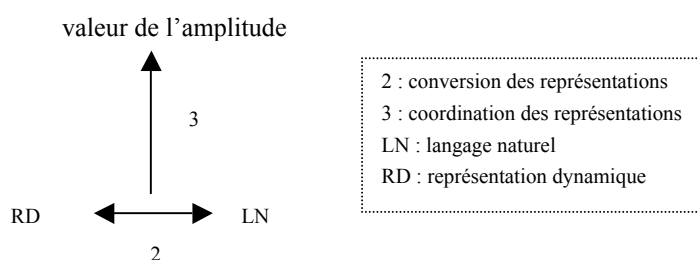 valeur de l’amplitude
3
RD
LN
2
2 : conversion des représentations
3 : coordination des représentations
LN : langage naturel
RD : représentation dynamique